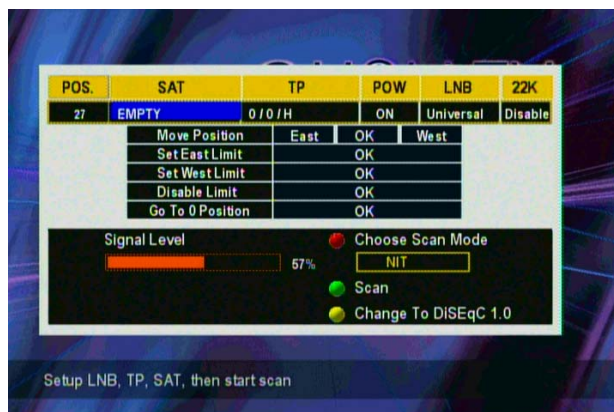 POS. SAT TP POW LNB 22K
27 EMPTY 0 / 0 / H ON Universal Disable
Move Position East OK West
Set East Limit OK
Set West Limit OK
Disable Limit OK
Go To 0 Position OK
Signal Level
57%
Choose Scan Mode
NIT
Scan
Change To DiSEqC 1.0
Setup LNB, TP, SAT, then start scan